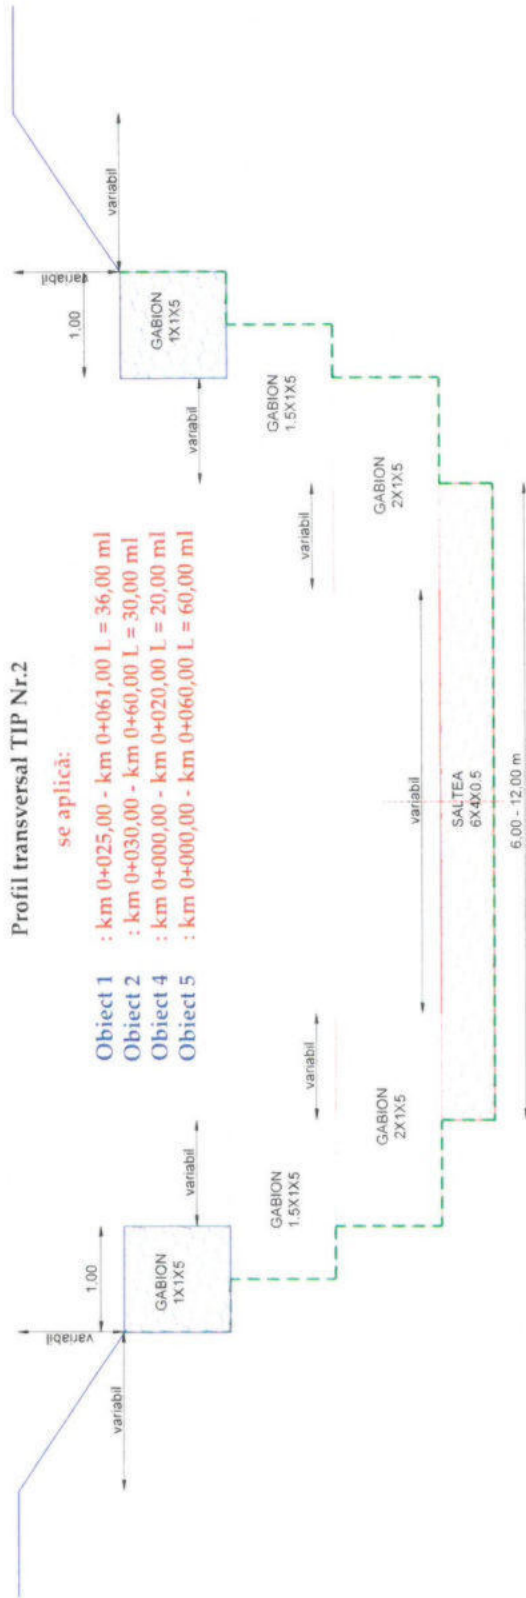 Profil transversal TIP Nr.2
se aplică:
Obiect 1 : km 0+025,00 - km 0+061,00 L = 36,00 ml
Obiect 2 : km 0+030,00 - km 0+60,00 L = 30,00 ml
Obiect 4 : km 0+000,00 - km 0+020,00 L = 20,00 ml
Obiect 5 : km 0+000,00 - km 0+060,00 L = 60,00 ml
variabil
variabil
1.00
GABION
1X1X5
variabil
GABION
1.5X1X5
variabil
GABION
2X1X5
variabil
SALTEA
6X4X0.5
6,00 - 12,00 m
variabil
GABION
2X1X5
variabil
GABION
1.5X1X5
1.00
GABION
1X1X5
variabil
variabil